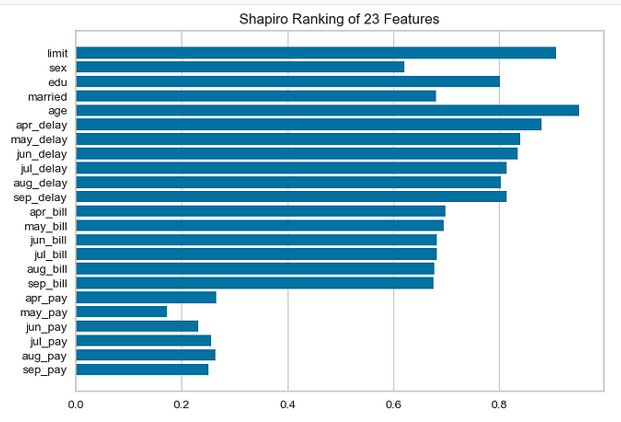 Shapiro Ranking of 23 Features
limit
sex
edu
married
age
apr_delay
may_delay
jun_delay
jul_delay
aug_delay
sep_delay
apr_bill
may_bill
jun_bill
jul_bill
aug_bill
sep_bill
apr_pay
may_pay
jun_pay
jul_pay
aug_pay
sep_pay
0.0 0.2 0.4 0.6 0.8